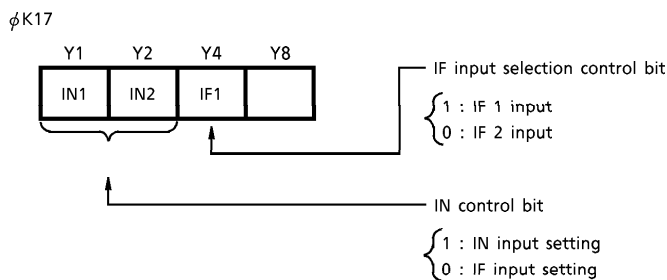 φK17
Y1 Y2 Y4 Y8
IN1 IN2 IF1
IF input selection control bit
1 : IF 1 input
0 : IF 2 input
IN control bit
1 : IN input setting
0 : IF input setting